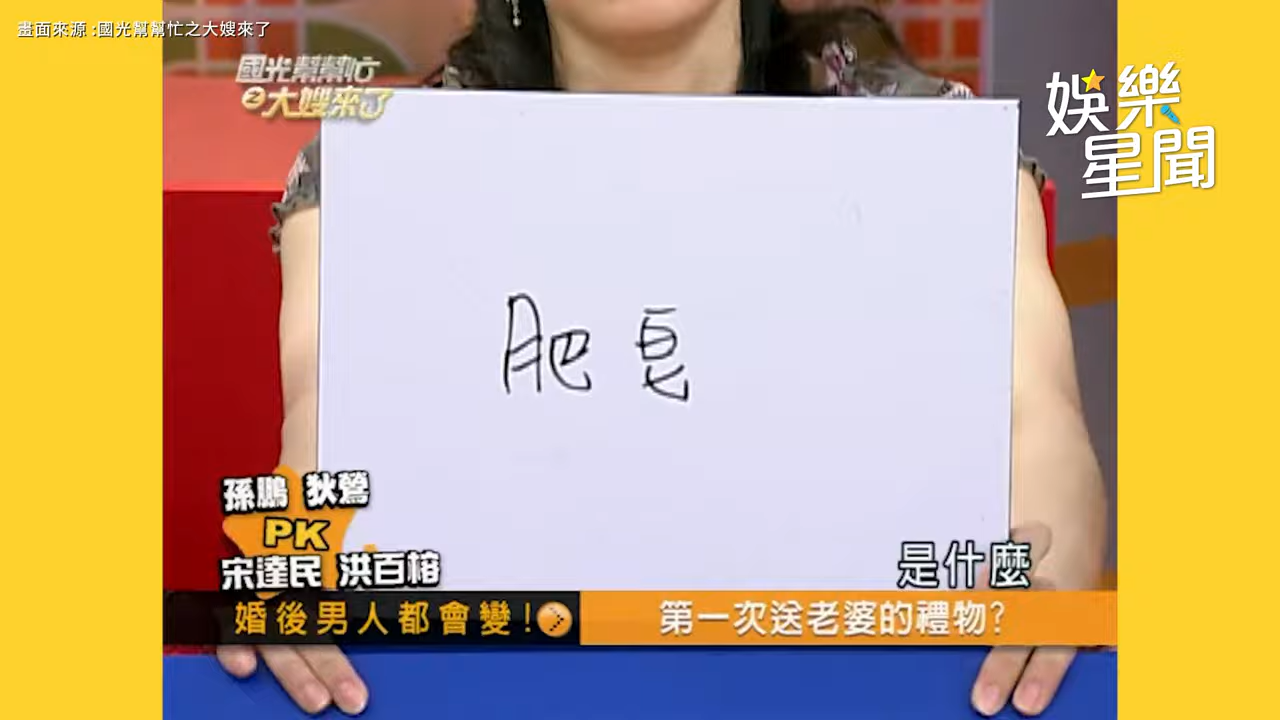 畫面來源 :國光幫幫忙之大嫂來了
國光幫幫忙
之大嫂來了
娛樂
星聞
肥皂
孫鵬 狄鶯
PK
宋達民 洪百榕
是什麼
婚後男人都會變!
第一次送老婆的禮物?